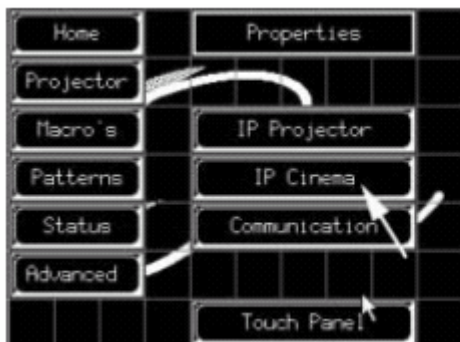 Home
Properties
Projector
Macro's
IP Projector
Patterns
IP Cinema
Status
Communication
Advanced
Touch Panel